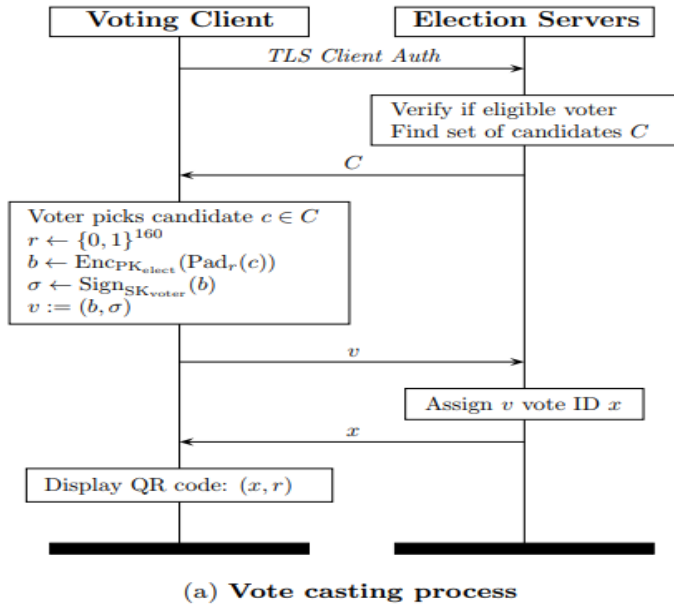 Voting Client
Election Servers
TLS Client Auth
Verify if eligible voter
Find set of candidates C
C
Voter picks candidate c ∈ C
r ← {0, 1}^160
b ← Enc_PK_elect(Pad_r(c))
σ ← Sign_SK_voter(b)
v := (b, σ)
v
Assign v vote ID x
x
Display QR code: (x, r)
(a) Vote casting process